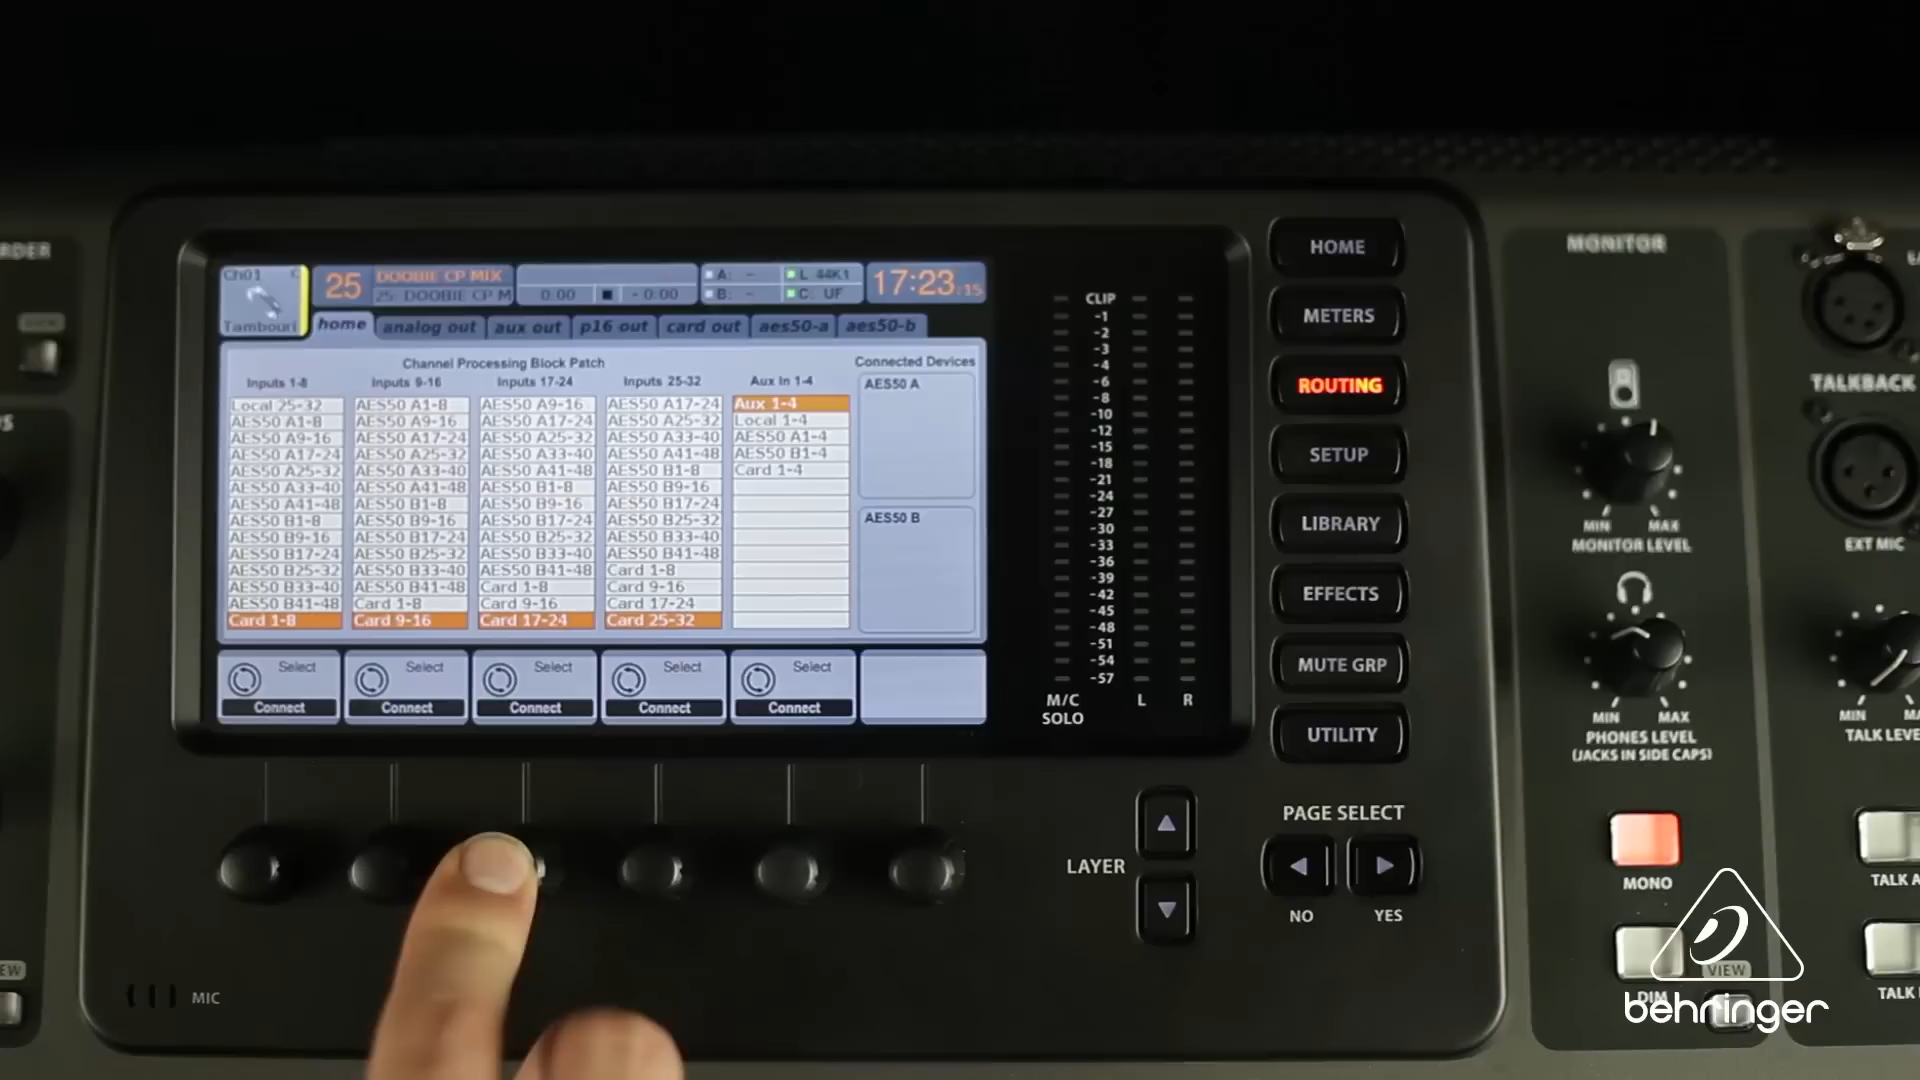 RDER
Ch01 C
Tambouri
25
DOOBIE CP MIX
25: DOOBIE CP M
0:00 - 0:00
A: - L 44K1
B: - C: UF
17:23:15
home
analog out
aux out
p16 out
card out
aes50-a
aes50-b
Channel Processing Block Patch
Connected Devices
Inputs 1-8
Local 25-32
AES50 A1-8
AES50 A9-16
AES50 A17-24
AES50 A25-32
AES50 A33-40
AES50 A41-48
AES50 B1-8
AES50 B9-16
AES50 B17-24
AES50 B25-32
AES50 B33-40
AES50 B41-48
Card 1-8
Inputs 9-16
AES50 A1-8
AES50 A9-16
AES50 A17-24
AES50 A25-32
AES50 A33-40
AES50 A41-48
AES50 B1-8
AES50 B9-16
AES50 B17-24
AES50 B25-32
AES50 B33-40
AES50 B41-48
Card 1-8
Card 9-16
Inputs 17-24
AES50 A9-16
AES50 A17-24
AES50 A25-32
AES50 A33-40
AES50 A41-48
AES50 B1-8
AES50 B9-16
AES50 B17-24
AES50 B25-32
AES50 B33-40
AES50 B41-48
Card 1-8
Card 9-16
Card 17-24
Inputs 25-32
AES50 A17-24
AES50 A25-32
AES50 A33-40
AES50 A41-48
AES50 B1-8
AES50 B9-16
AES50 B17-24
AES50 B25-32
AES50 B33-40
AES50 B41-48
Card 1-8
Card 9-16
Card 17-24
Card 25-32
Aux In 1-4
Aux 1-4
Local 1-4
AES50 A1-4
AES50 B1-4
Card 1-4
AES50 A
AES50 B
Select
Connect
Select
Connect
Select
Connect
Select
Connect
Select
Connect
CLIP
-1
-2
-3
-4
-6
-8
-10
-12
-15
-18
-21
-24
-27
-30
-33
-36
-39
-42
-45
-48
-51
-54
-57
M/C
SOLO
L
R
HOME
METERS
ROUTING
SETUP
LIBRARY
EFFECTS
MUTE GRP
UTILITY
PAGE SELECT
LAYER
NO
YES
MIC
EW
MONITOR
MIN MAX
MONITOR LEVEL
MIN MAX
PHONES LEVEL
(JACKS IN SIDE CAPS)
MONO
DIM
VIEW
TALKBACK
EXT MIC
MIN MA
TALK LEVE
TALK A
TALK
behringer